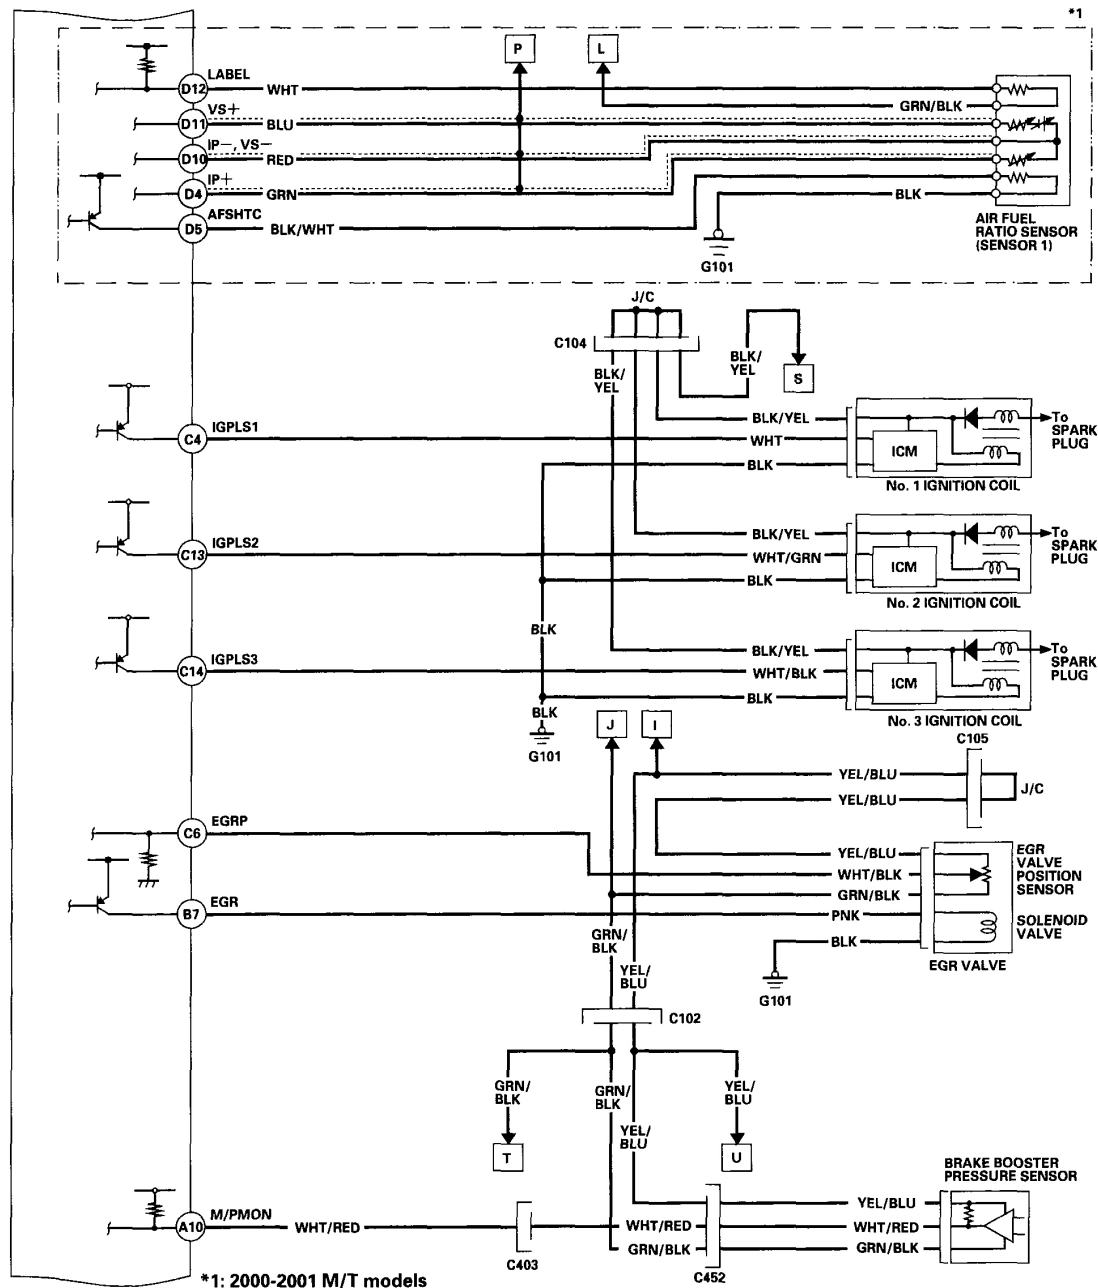 *1
P
L
LABEL
D12
WHT
GRN/BLK
VS+
D11
BLU
IP−, VS−
D10
RED
IP+
D4
GRN
BLK
AFSHTC
D5
BLK/WHT
G101
AIR FUEL
RATIO SENSOR
(SENSOR 1)
J/C
C104
BLK/
YEL
BLK/
YEL
S
IGPLS1
C4
BLK/YEL
WHT
BLK
ICM
To
SPARK
PLUG
No. 1 IGNITION COIL
IGPLS2
C13
BLK/YEL
WHT/GRN
BLK
ICM
To
SPARK
PLUG
No. 2 IGNITION COIL
BLK
IGPLS3
C14
BLK/YEL
WHT/BLK
BLK
ICM
To
SPARK
PLUG
No. 3 IGNITION COIL
BLK
G101
J
I
C105
YEL/BLU
YEL/BLU
J/C
EGRP
C6
YEL/BLU
WHT/BLK
GRN/BLK
EGR
VALVE
POSITION
SENSOR
EGR
B7
PNK
BLK
SOLENOID
VALVE
EGR VALVE
G101
GRN/
BLK
YEL/
BLU
C102
GRN/
BLK
GRN/
BLK
YEL/
BLU
YEL/
BLU
T
U
BRAKE BOOSTER
PRESSURE SENSOR
M/PMON
A10
WHT/RED
C403
WHT/RED
GRN/BLK
C452
YEL/BLU
WHT/RED
GRN/BLK
*1: 2000-2001 M/T models